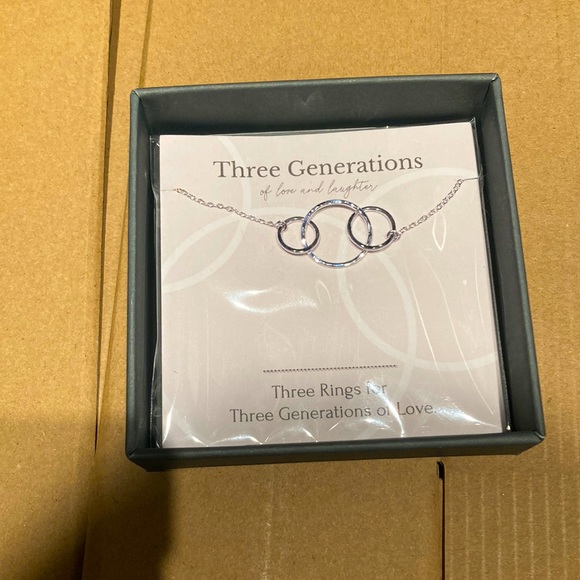 Three Generations
of love and laughter
Three Rings for
Three Generations of Love